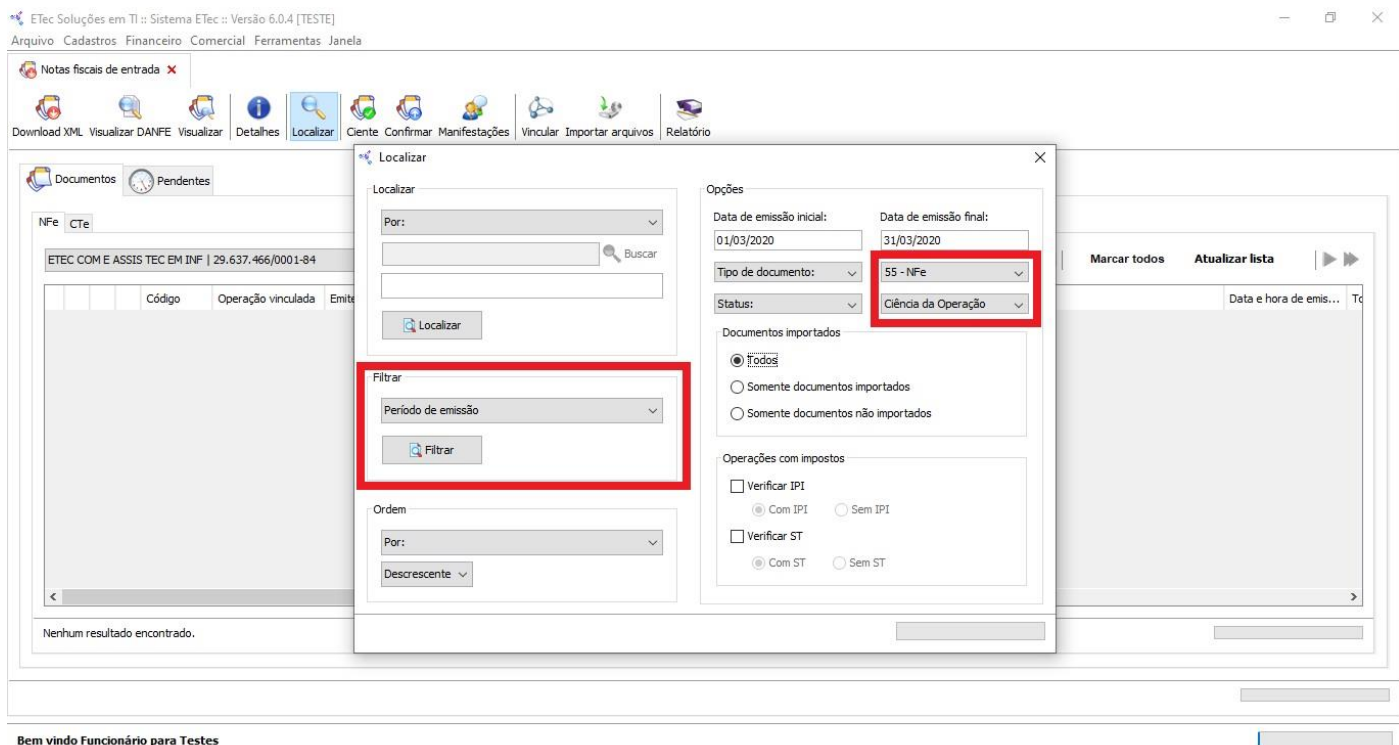 ETec Soluções em TI :: Sistema ETec :: Versão 6.0.4 [TESTE]
Arquivo Cadastros Financeiro Comercial Ferramentas Janela
Notas fiscais de entrada
Download XML Visualizar DANFE Visualizar Detalhes Localizar Ciente Confirmar Manifestações Vincular Importar arquivos Relatório
Documentos Pendentes
NFe CTe
ETEC COM E ASSIS TEC EM INF | 29.637.466/0001-84
Marcar todos Atualizar lista
Código Operação vinculada Emite
Data e hora de emis... To
Nenhum resultado encontrado.
Localizar
Localizar
Por:
Buscar
Localizar
Filtrar
Período de emissão
Filtrar
Ordem
Por:
Descrescente
Opções
Data de emissão inicial: Data de emissão final:
01/03/2020 31/03/2020
Tipo de documento: 55 - NFe
Status: Ciência da Operação
Documentos importados
Todos
Somente documentos importados
Somente documentos não importados
Operações com impostos
Verificar IPI
Com IPI Sem IPI
Verificar ST
Com ST Sem ST
Bem vindo Funcionário para Testes